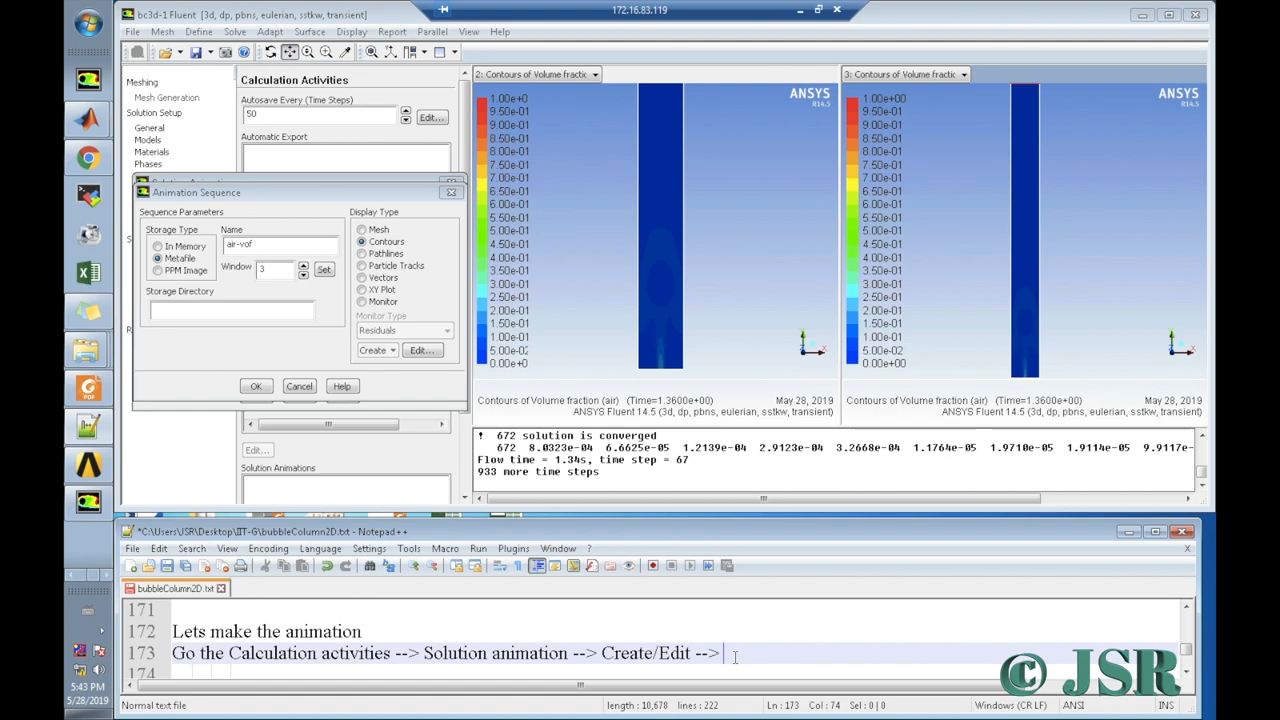 172.16.83.119
bc3d-1 Fluent [3d, dp, pbns, eulerian, sstkw, transient]
File Mesh Define Solve Adapt Surface Display Report Parallel View Help
Meshing
Mesh Generation
Solution Setup
General
Models
Materials
Phases
Calculation Activities
Autosave Every (Time Steps)
50
Edit...
Automatic Export
Animation Sequence
Sequence Parameters
Storage Type
In Memory
Metafile
PPM Image
Name
air-vof
Window
3
Set
Storage Directory
Display Type
Mesh
Contours
Pathlines
Particle Tracks
Vectors
XY Plot
Monitor
Monitor Type
Residuals
Create
Edit...
OK
Cancel
Help
Edit...
Solution Animations
2: Contours of Volume fractic
1.00e+0
9.50e-01
9.00e-01
8.50e-01
8.00e-01
7.50e-01
7.00e-01
6.50e-01
6.00e-01
5.50e-01
5.00e-01
4.50e-01
4.00e-01
3.50e-01
3.00e-01
2.50e-01
2.00e-01
1.50e-01
1.00e-01
5.00e-02
0.00e+0
ANSYS
R14.5
Contours of Volume fraction (air) (Time=1.3600e+00)
May 28, 2019
ANSYS Fluent 14.5 (3d, dp, pbns, eulerian, sstkw, transient)
3: Contours of Volume fractic
1.00e+00
9.50e-01
9.00e-01
8.50e-01
8.00e-01
7.50e-01
7.00e-01
6.50e-01
6.00e-01
5.50e-01
5.00e-01
4.50e-01
4.00e-01
3.50e-01
3.00e-01
2.50e-01
2.00e-01
1.50e-01
1.00e-01
5.00e-02
0.00e+00
ANSYS
R14.5
Contours of Volume fraction (air) (Time=1.3600e+00)
May 28, 2019
ANSYS Fluent 14.5 (3d, dp, pbns, eulerian, sstkw, transient)
! 672 solution is converged
672 8.0323e-04 6.6625e-05 1.2139e-04 2.9123e-04 3.2668e-04 1.1764e-05 1.9710e-05 1.9114e-05 9.9117e-
Flow time = 1.34s, time step = 67
933 more time steps
*C:\Users\JSR\Desktop\IIT-G\bubbleColumn2D.txt - Notepad++
File Edit Search View Encoding Language Settings Tools Macro Run Plugins Window ?
X
bubbleColumn2D.txt
171
172 Lets make the animation
173 Go the Calculation activities --> Solution animation --> Create/Edit -->
174
Normal text file
length : 10,678 lines : 222
Ln : 173 Col : 74 Sel : 0 | 0
Windows (CR LF)
ANSI
INS
© JSR
5:43 PM
5/28/2019